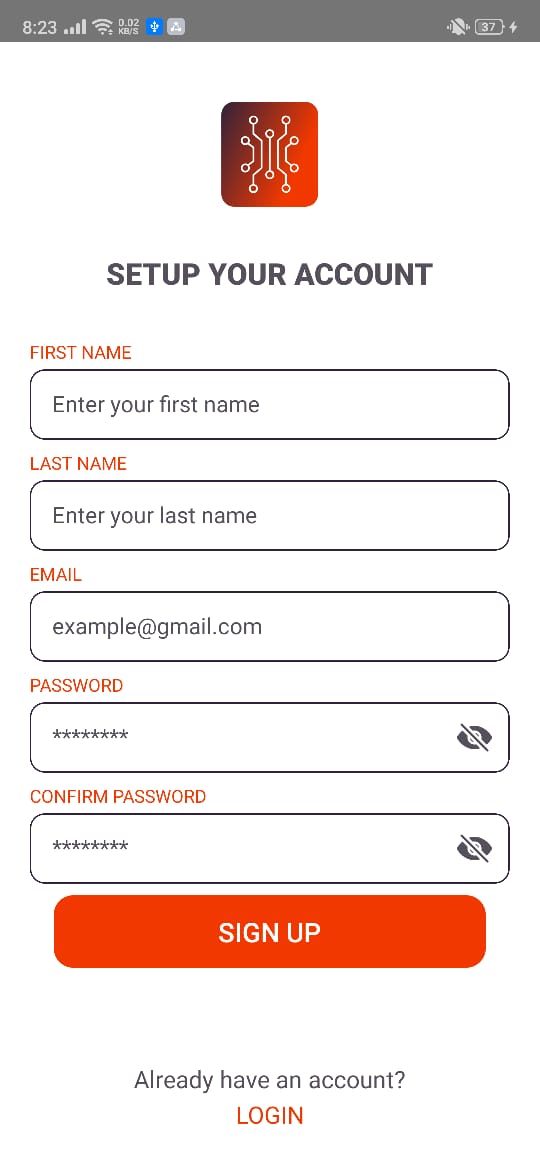 8:23 0.02 KB/S 37
SETUP YOUR ACCOUNT
FIRST NAME
Enter your first name
LAST NAME
Enter your last name
EMAIL
example@gmail.com
PASSWORD
********
CONFIRM PASSWORD
********
SIGN UP
Already have an account?
LOGIN